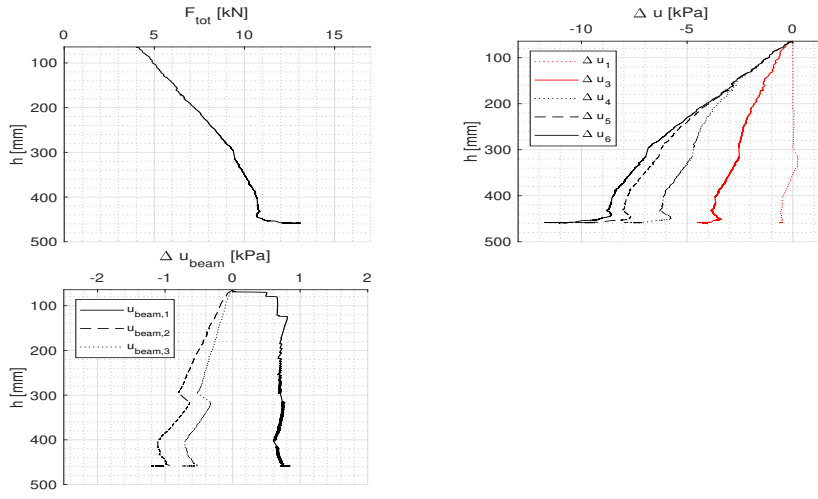 F_tot [kN]
0 5 10 15
h [mm]
100
200
300
400
500
Δ u [kPa]
-10 -5 0
h [mm]
100
200
300
400
500
Δ u_1
Δ u_3
Δ u_4
Δ u_5
Δ u_6
Δ u_beam [kPa]
-2 -1 0 1 2
h [mm]
100
200
300
400
500
u_beam,1
u_beam,2
u_beam,3